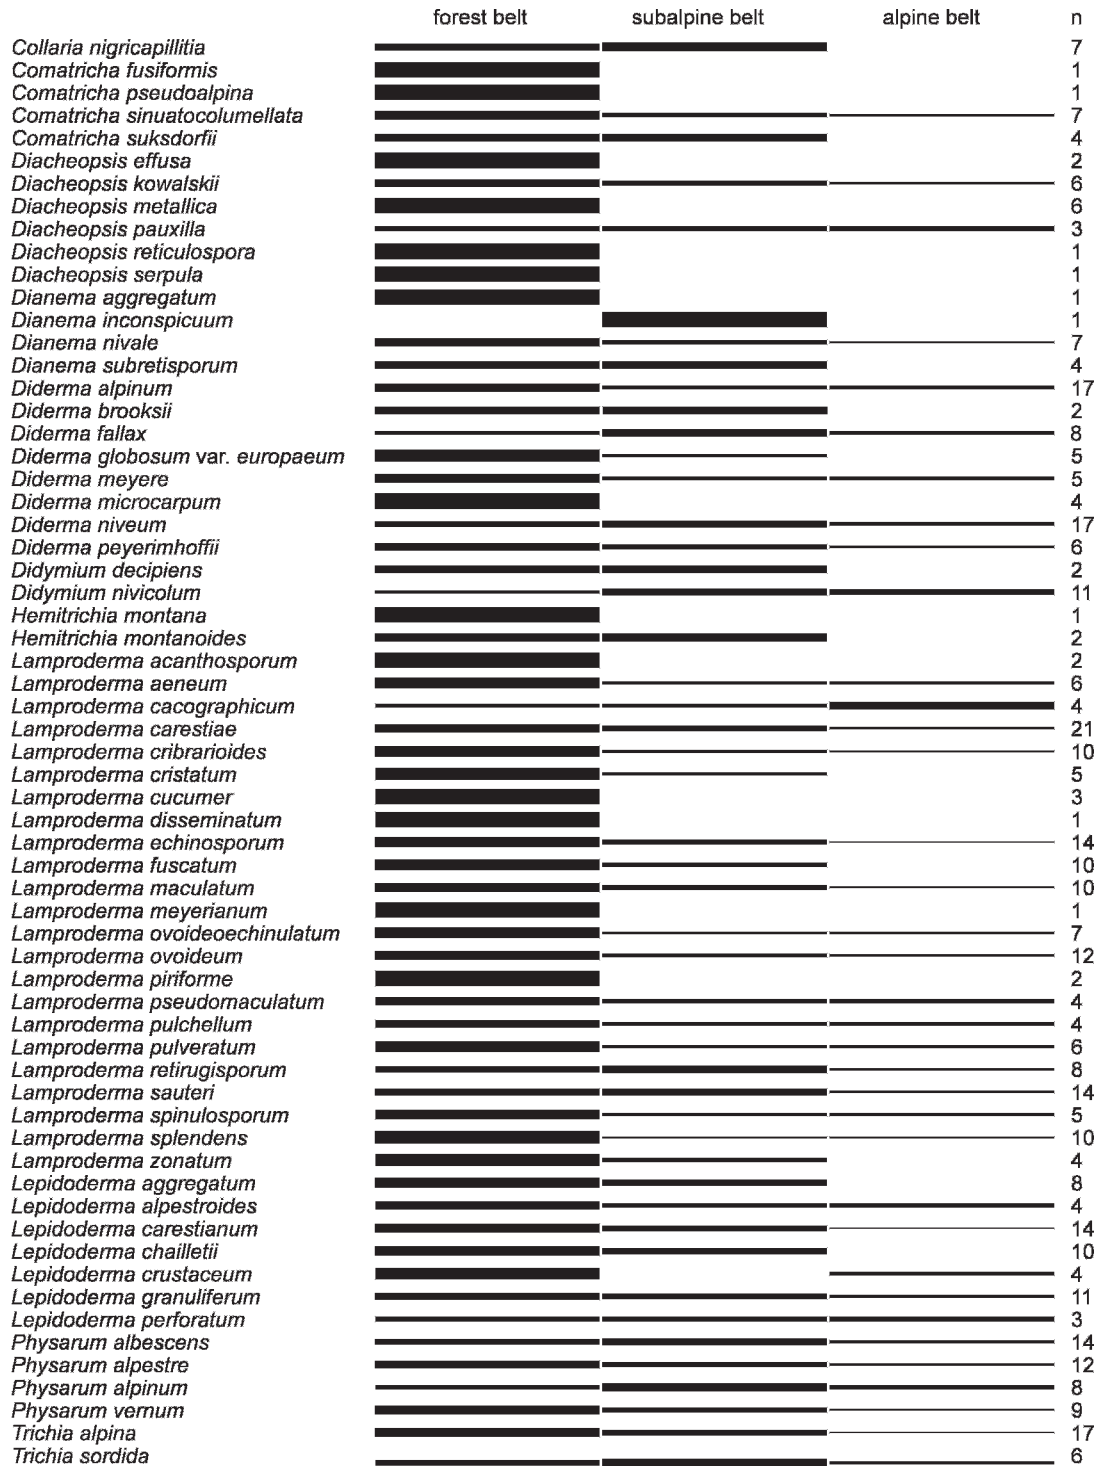 forest belt subalpine belt alpine belt n
Collaria nigricapillitia 7
Comatricha fusiformis 1
Comatricha pseudoalpina 1
Comatricha sinuatocolumellata 7
Comatricha suksdorfii 4
Diacheopsis effusa 2
Diacheopsis kowalskii 6
Diacheopsis metallica 6
Diacheopsis pauxilla 3
Diacheopsis reticulospora 1
Diacheopsis serpula 1
Dianema aggregatum 1
Dianema inconspicuum 1
Dianema nivale 7
Dianema subretisporum 4
Diderma alpinum 17
Diderma brooksii 2
Diderma fallax 8
Diderma globosum var. europaeum 5
Diderma meyere 5
Diderma microcarpum 4
Diderma niveum 17
Diderma peyerimhoffii 6
Didymium decipiens 2
Didymium nivicolum 11
Hemitrichia montana 1
Hemitrichia montanoides 2
Lamproderma acanthosporum 2
Lamproderma aeneum 6
Lamproderma cacographicum 4
Lamproderma carestiae 21
Lamproderma cribrarioides 10
Lamproderma cristatum 5
Lamproderma cucumer 3
Lamproderma disseminatum 1
Lamproderma echinosporum 14
Lamproderma fuscatum 10
Lamproderma maculatum 10
Lamproderma meyerianum 1
Lamproderma ovoideoechinulatum 7
Lamproderma ovoideum 12
Lamproderma piriforme 2
Lamproderma pseudomaculatum 4
Lamproderma pulchellum 4
Lamproderma pulveratum 6
Lamproderma retirugisporum 8
Lamproderma sauteri 14
Lamproderma spinulosporum 5
Lamproderma splendens 10
Lamproderma zonatum 4
Lepidoderma aggregatum 8
Lepidoderma alpestroides 4
Lepidoderma carestianum 14
Lepidoderma chailletii 10
Lepidoderma crustaceum 4
Lepidoderma granuliferum 11
Lepidoderma perforatum 3
Physarum albescens 14
Physarum alpestre 12
Physarum alpinum 8
Physarum vernum 9
Trichia alpina 17
Trichia sordida 6